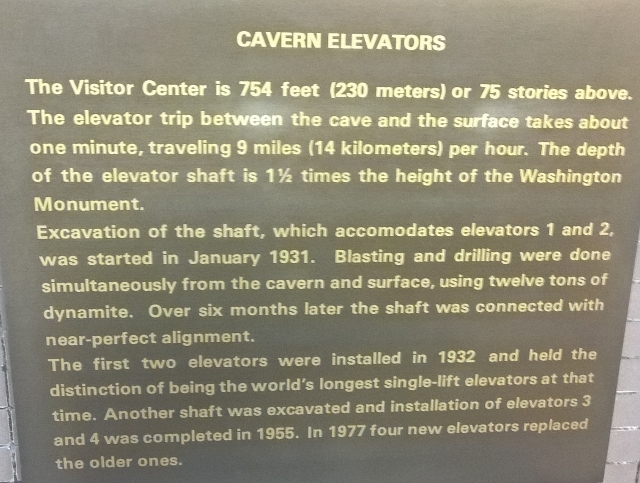 CAVERN ELEVATORS
The Visitor Center is 754 feet (230 meters) or 75 stories above.
The elevator trip between the cave and the surface takes about
one minute, traveling 9 miles (14 kilometers) per hour. The depth
of the elevator shaft is 1½ times the height of the Washington
Monument.
Excavation of the shaft, which accomodates elevators 1 and 2,
was started in January 1931. Blasting and drilling were done
simultaneously from the cavern and surface, using twelve tons of
dynamite. Over six months later the shaft was connected with
near-perfect alignment.
The first two elevators were installed in 1932 and held the
distinction of being the world's longest single-lift elevators at that
time. Another shaft was excavated and installation of elevators 3
and 4 was completed in 1955. In 1977 four new elevators replaced
the older ones.